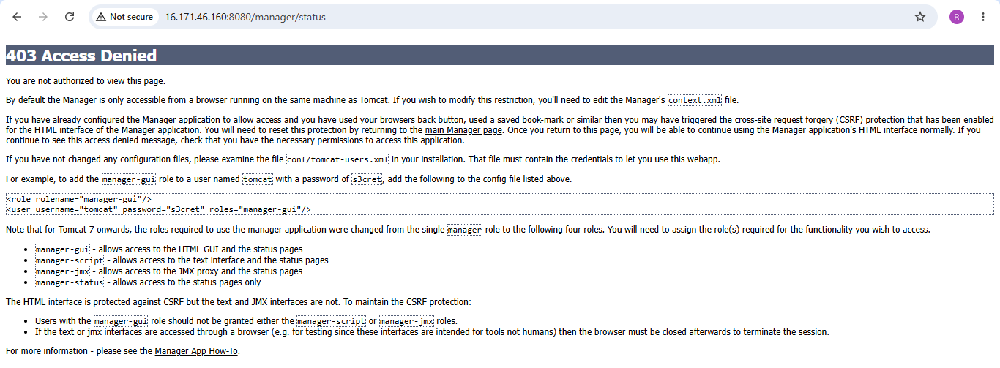 Not secure 16.171.46.160:8080/manager/status R
403 Access Denied
You are not authorized to view this page.
By default the Manager is only accessible from a browser running on the same machine as Tomcat. If you wish to modify this restriction, you'll need to edit the Manager's context.xml file.
If you have already configured the Manager application to allow access and you have used your browsers back button, used a saved book-mark or similar then you may have triggered the cross-site request forgery (CSRF) protection that has been enabled
for the HTML interface of the Manager application. You will need to reset this protection by returning to the main Manager page. Once you return to this page, you will be able to continue using the Manager application's HTML interface normally. If you
continue to see this access denied message, check that you have the necessary permissions to access this application.
If you have not changed any configuration files, please examine the file conf/tomcat-users.xml in your installation. That file must contain the credentials to let you use this webapp.
For example, to add the manager-gui role to a user named tomcat with a password of s3cret, add the following to the config file listed above.
<role rolename="manager-gui"/>
<user username="tomcat" password="s3cret" roles="manager-gui"/>
Note that for Tomcat 7 onwards, the roles required to use the manager application were changed from the single manager role to the following four roles. You will need to assign the role(s) required for the functionality you wish to access.
• manager-gui - allows access to the HTML GUI and the status pages
• manager-script - allows access to the text interface and the status pages
• manager-jmx - allows access to the JMX proxy and the status pages
• manager-status - allows access to the status pages only
The HTML interface is protected against CSRF but the text and JMX interfaces are not. To maintain the CSRF protection:
• Users with the manager-gui role should not be granted either the manager-script or manager-jmx roles.
• If the text or jmx interfaces are accessed through a browser (e.g. for testing since these interfaces are intended for tools not humans) then the browser must be closed afterwards to terminate the session.
For more information - please see the Manager App How-To.